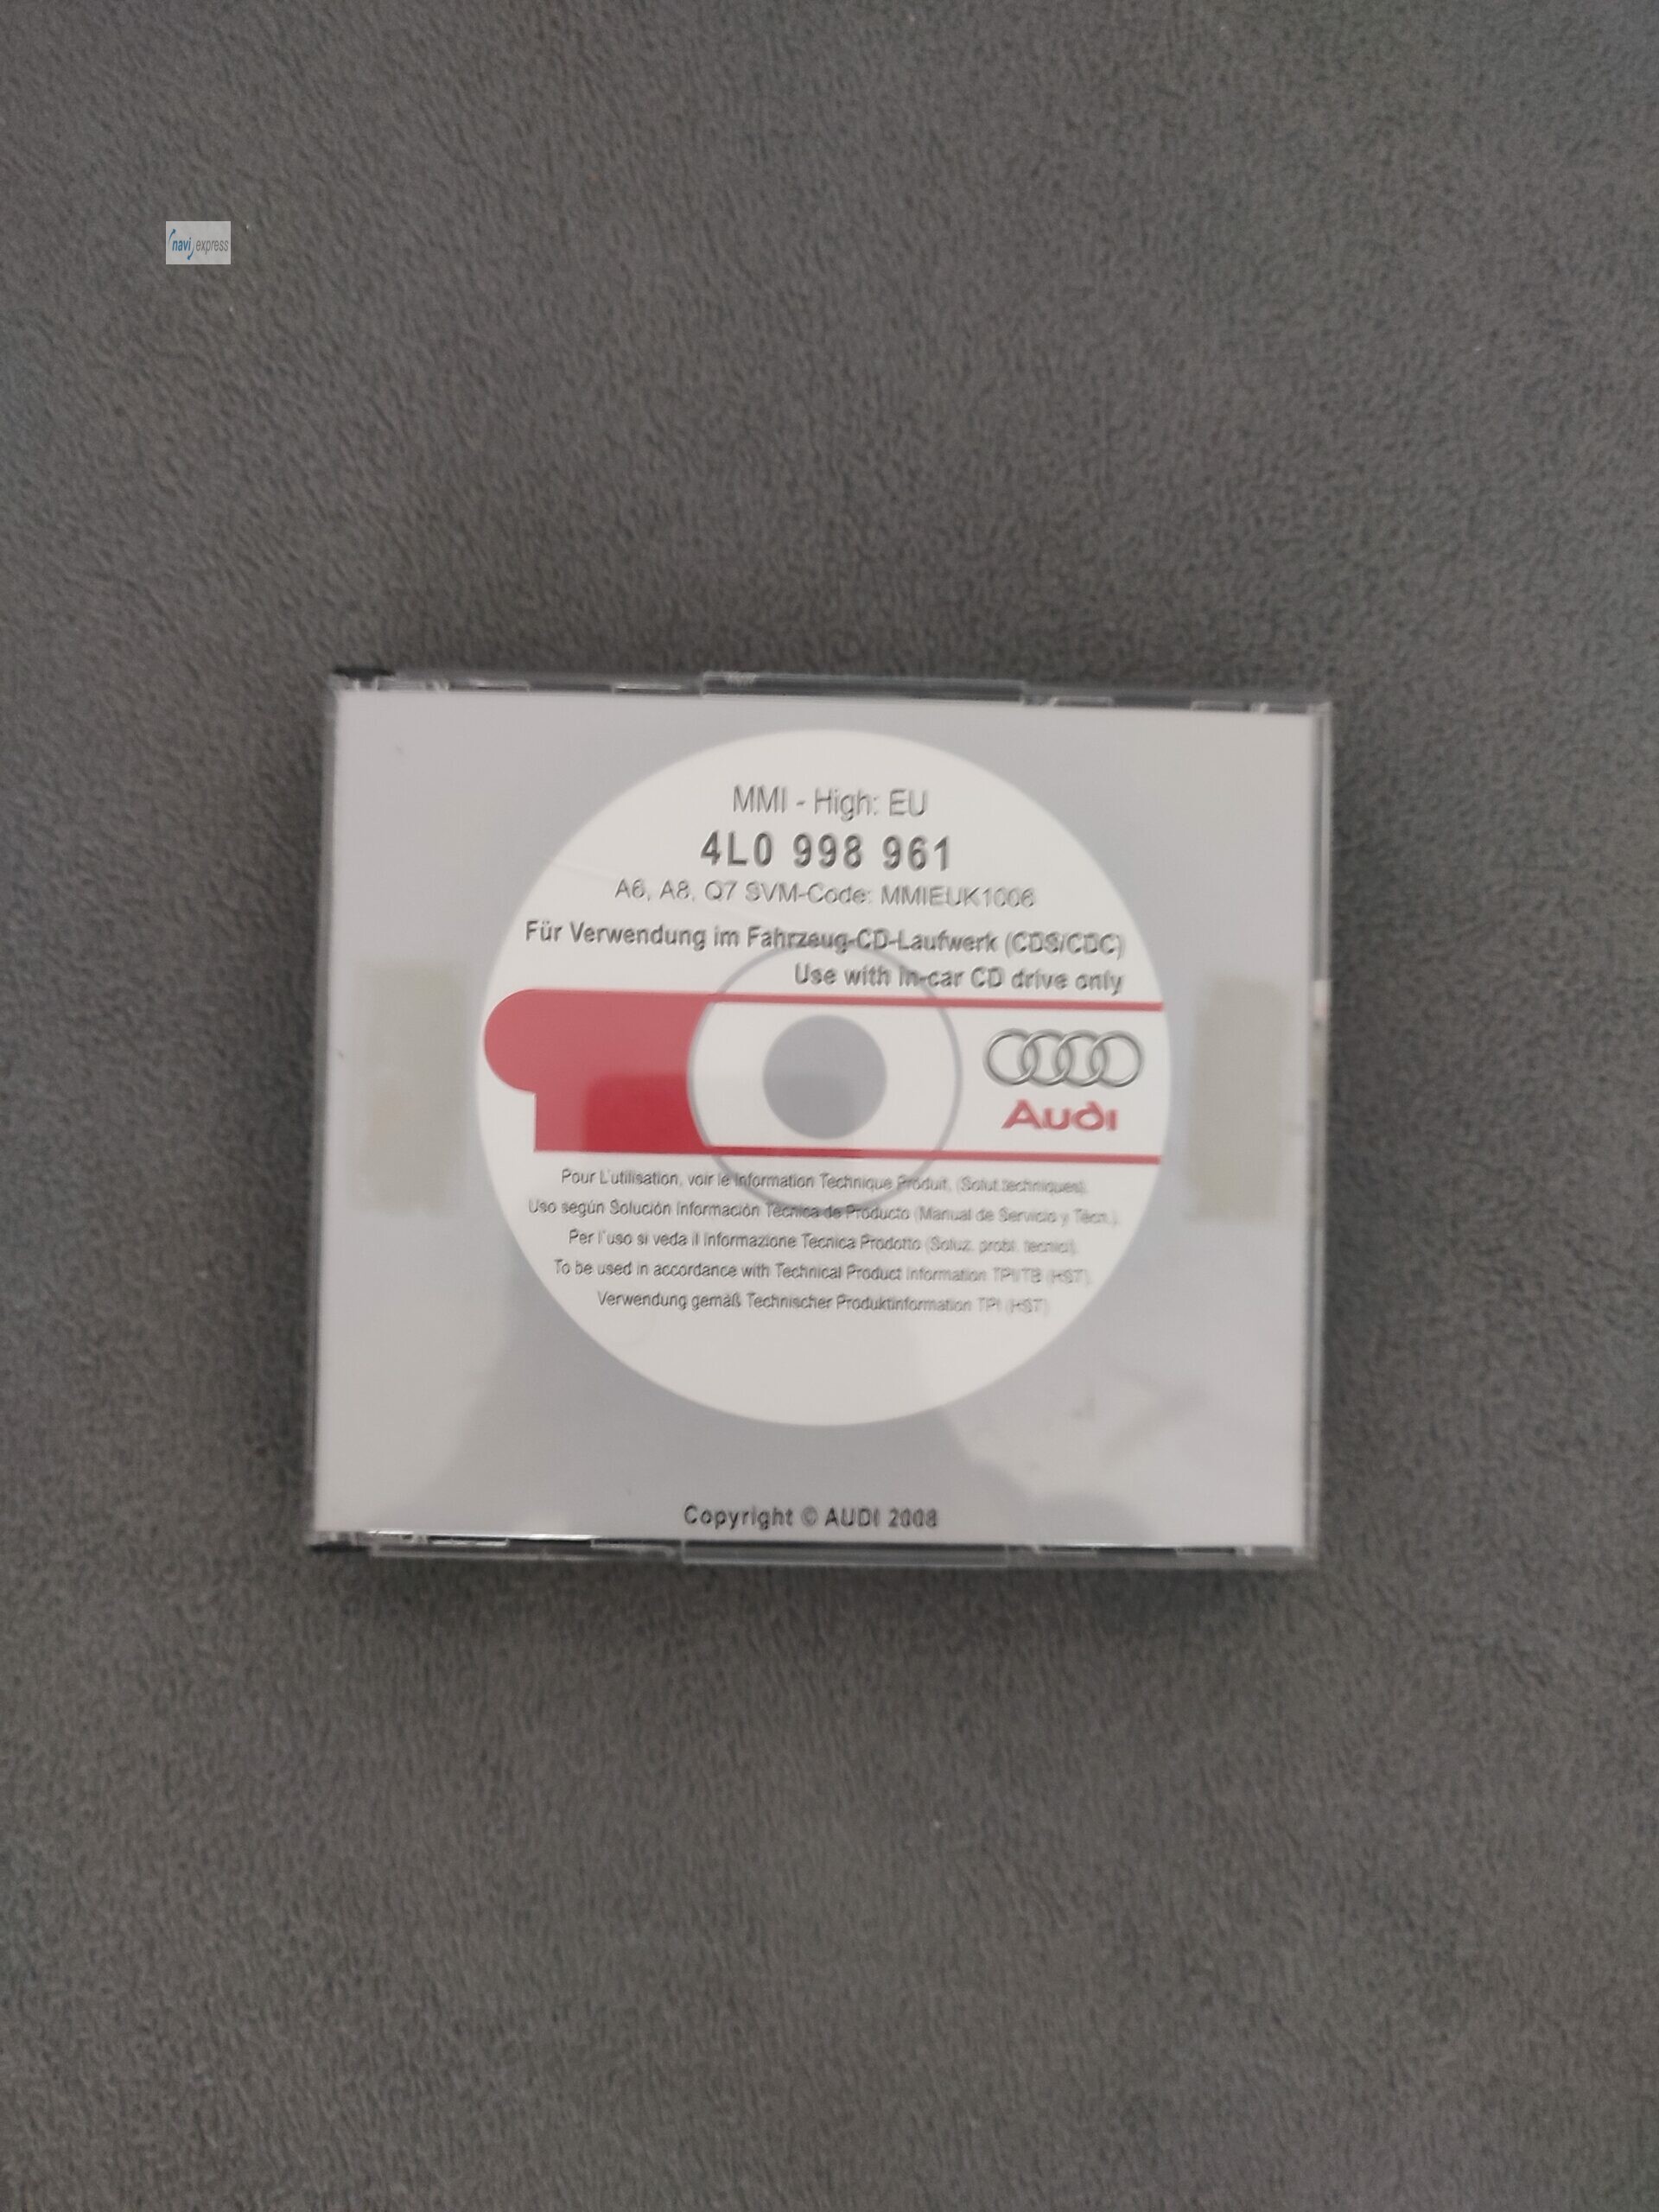 navi express
MMI - High: EU
4L0 998 961
A6, A8, Q7 SVM-Code: MMIEUK1006
Für Verwendung im Fahrzeug-CD-Laufwerk (CDS/CDC)
Use with in-car CD drive only
Audi
Pour L'utilisation, voir le Information Technique Produit, (Solut.techniques).
Uso según Solución Información Técnica de Producto (Manual de Servicio y Técn.).
Per l'uso si veda il Informazione Tecnica Prodotto (Soluz. probl. tecnici).
To be used in accordance with Technical Product Information TPI/TB (HST).
Verwendung gemäß Technischer Produktinformation TPI (HST)
Copyright © AUDI 2008